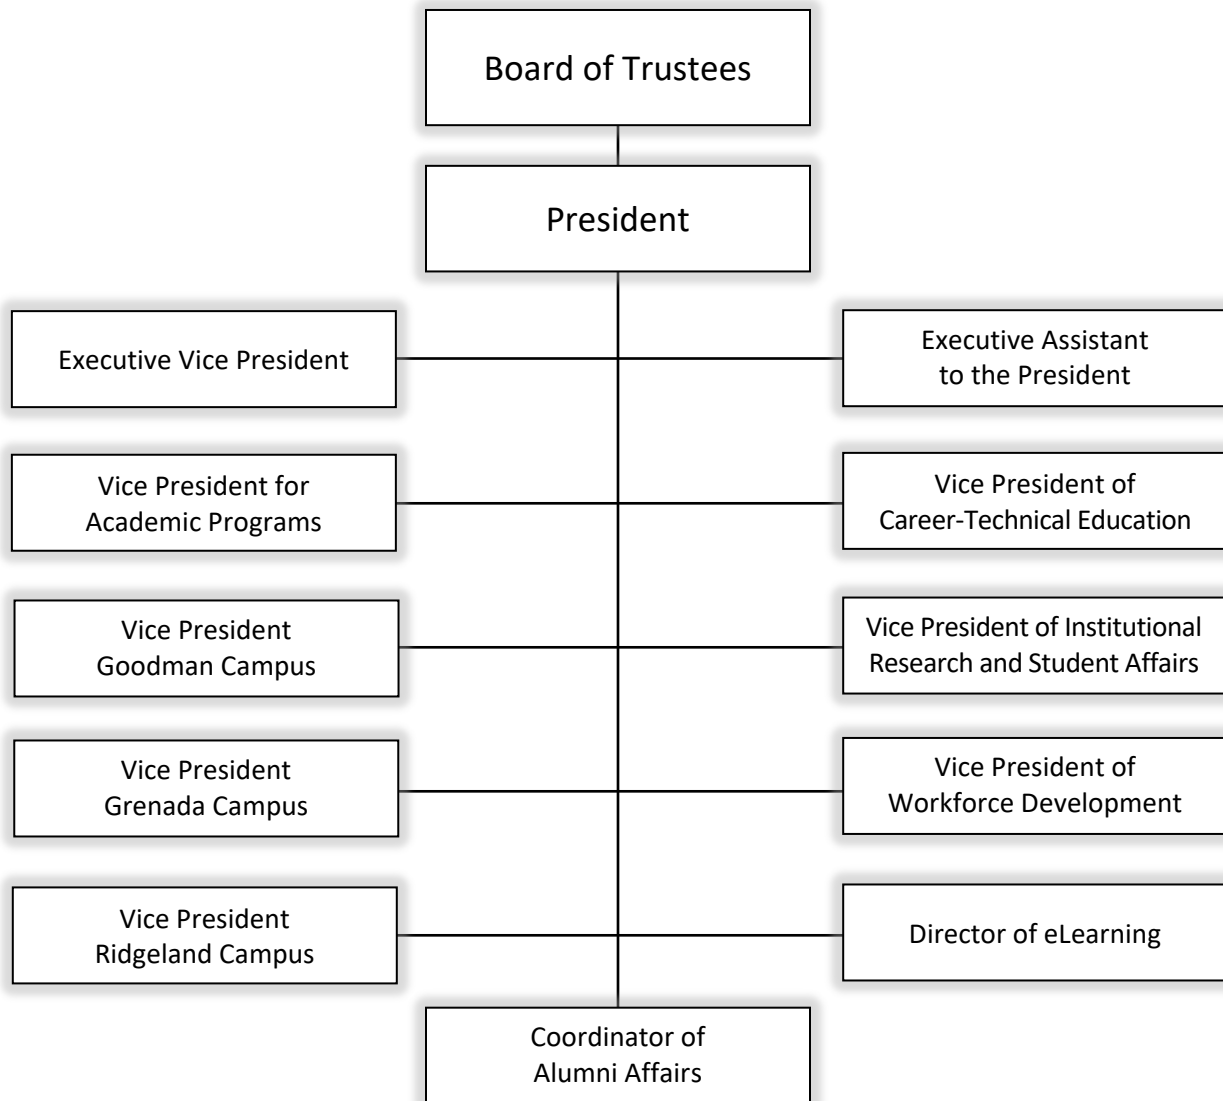 Board of Trustees
President
Executive Vice President
Executive Assistant
to the President
Vice President for
Academic Programs
Vice President of
Career-Technical Education
Vice President
Goodman Campus
Vice President of Institutional
Research and Student Affairs
Vice President
Grenada Campus
Vice President of
Workforce Development
Vice President
Ridgeland Campus
Director of eLearning
Coordinator of
Alumni Affairs